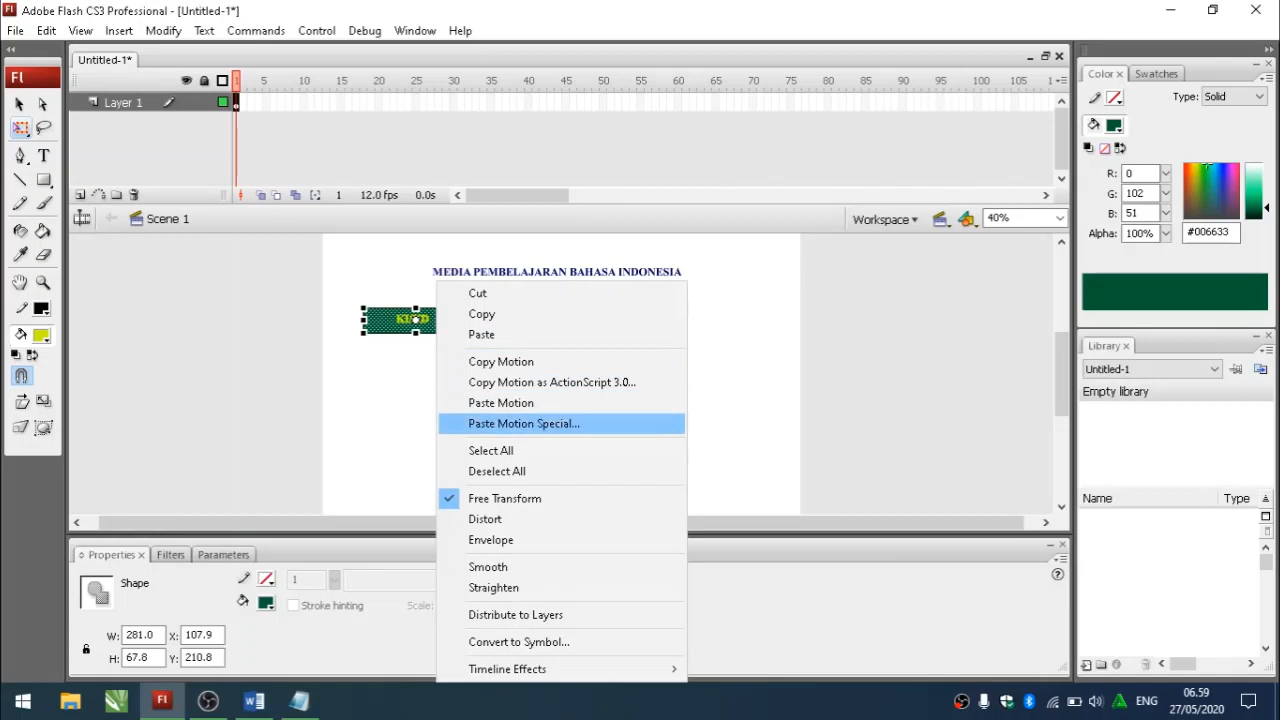 Adobe Flash CS3 Professional - [Untitled-1*]
File Edit View Insert Modify Text Commands Control Debug Window Help
Untitled-1*
1 5 10 15 20 25 30 35 40 45 50 55 60 65 70 75 80 85 90 95 100 105 1
Layer 1
1 12.0 fps 0.0s
Scene 1
Workspace
40%
MEDIA PEMBELAJARAN BAHASA INDONESIA
Cut
Copy
Paste
Copy Motion
Copy Motion as ActionScript 3.0...
Paste Motion
Paste Motion Special...
Select All
Deselect All
Free Transform
Distort
Envelope
Smooth
Straighten
Distribute to Layers
Convert to Symbol...
Timeline Effects
Properties Filters Parameters
Shape
1
Stroke hinting
Scale:
W: 281.0 X: 107.9
H: 67.8 Y: 210.8
Fl
Color Swatches
Type: Solid
R: 0
G: 102
B: 51
Alpha: 100%
#006633
Library
Untitled-1
Empty library
Name Type
Fl
W
ENG
06.59
27/05/2020